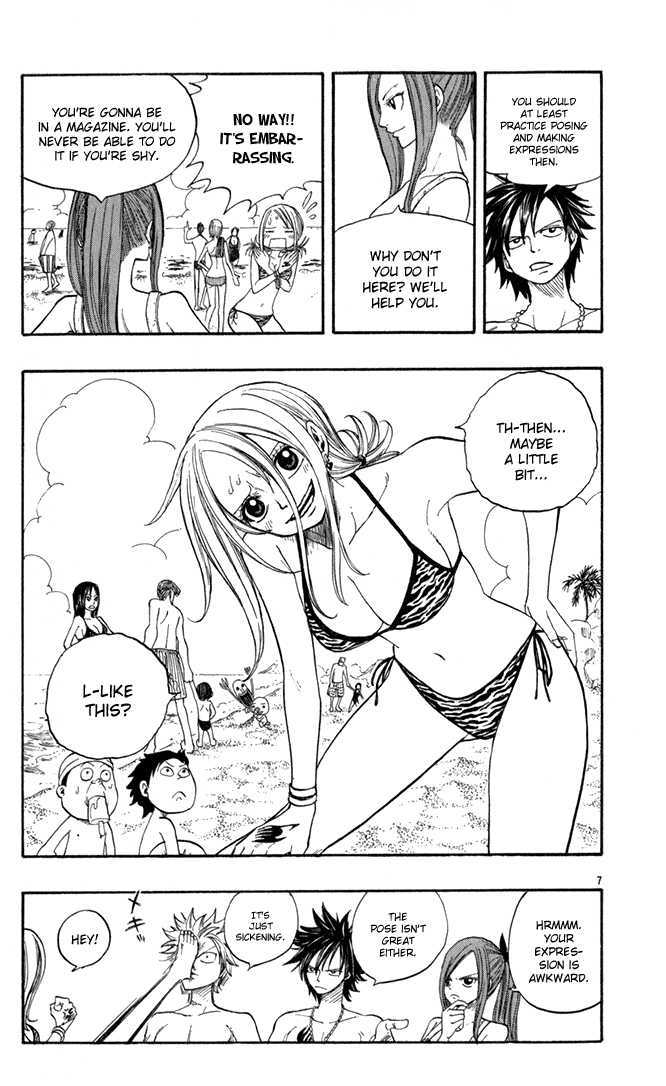 YOU SHOULD
AT LEAST
PRACTICE POSING
AND MAKING
EXPRESSIONS
THEN.
WHY DON'T
YOU DO IT
HERE? WE'LL
HELP YOU.
NO WAY!!
IT'S EMBAR-
RASSING.
YOU'RE GONNA BE
IN A MAGAZINE. YOU'LL
NEVER BE ABLE TO DO
IT IF YOU'RE SHY.
TH-THEN...
MAYBE
A LITTLE
BIT...
L-LIKE
THIS?
7
HRMMM.
YOUR
EXPRES-
SION IS
AWKWARD.
THE
POSE ISN'T
GREAT
EITHER.
IT'S
JUST
SICKENING.
メキ
HEY!